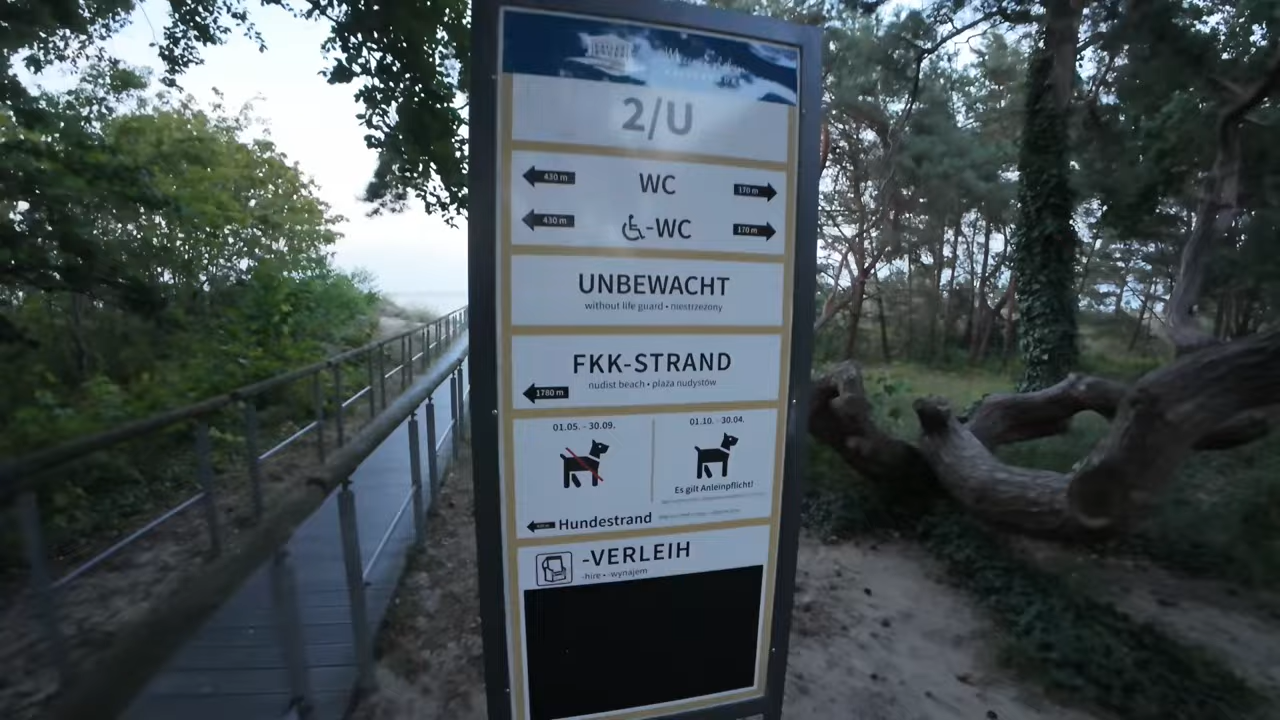 2/U
430 m WC 170 m
430 m -WC 170 m
UNBEWACHT
without life guard • niestrzeżony
FKK-STRAND
nudist beach • plaża nudystów
1780 m
01.05. - 30.09.
01.10. - 30.04.
Es gilt Anleinpflicht!
Hundestrand
-VERLEIH
-hire • -wynajem